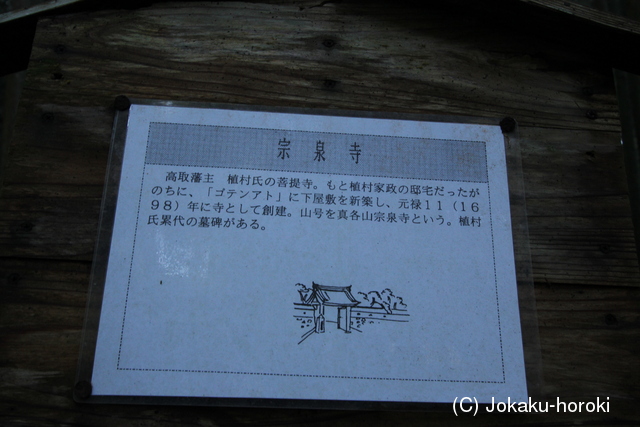 宗泉寺
高取藩主　植村氏の菩提寺。もと植村家政の邸宅だったが
のちに、「ゴテンアト」に下屋敷を新築し、元禄１１（１６
９８）年に寺として創建。山号を真各山宗泉寺という。植村
氏累代の墓碑がある。
(C) Jokaku-horoki